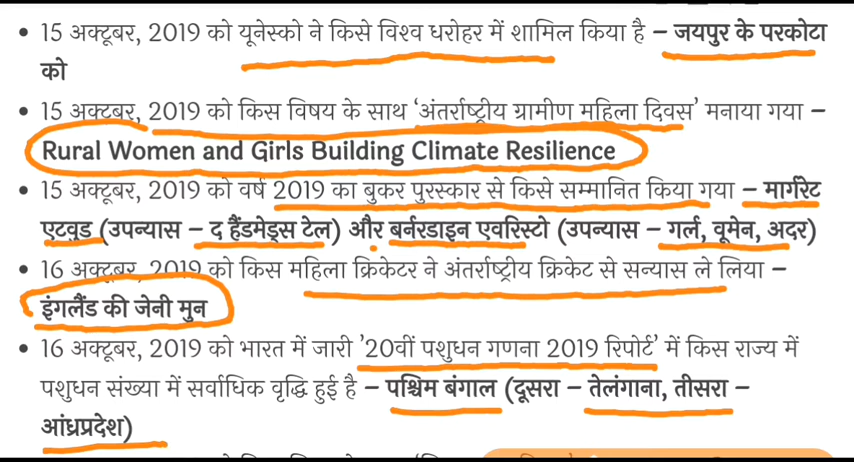 • 15 अक्टूबर, 2019 को यूनेस्को ने किसे विश्व धरोहर में शामिल किया है – जयपुर के परकोटा
को
• 15 अक्टबर, 2019 को किस विषय के साथ 'अंतर्राष्ट्रीय ग्रामीण महिला दिवस' मनाया गया –
Rural Women and Girls Building Climate Resilience
• 15 अक्टूबर, 2019 को वर्ष 2019 का बुकर पुरस्कार से किसे सम्मानित किया गया – मार्गरेट
एटवुड (उपन्यास – द हैंडमेड्स टेल) और बर्नरडाइन एवरिस्टो (उपन्यास – गर्ल, वूमेन, अदर)
• 16 अक्टूबर, 2019 को किस महिला क्रिकेटर ने अंतर्राष्ट्रीय क्रिकेट से सन्यास ले लिया –
इंगलैंड की जेनी मुन
• 16 अक्टूबर, 2019 को भारत में जारी '20वीं पशुधन गणना 2019 रिपोर्ट' में किस राज्य में
पशुधन संख्या में सर्वाधिक वृद्धि हुई है – पश्चिम बंगाल (दूसरा – तेलंगाना, तीसरा –
आंध्रप्रदेश)